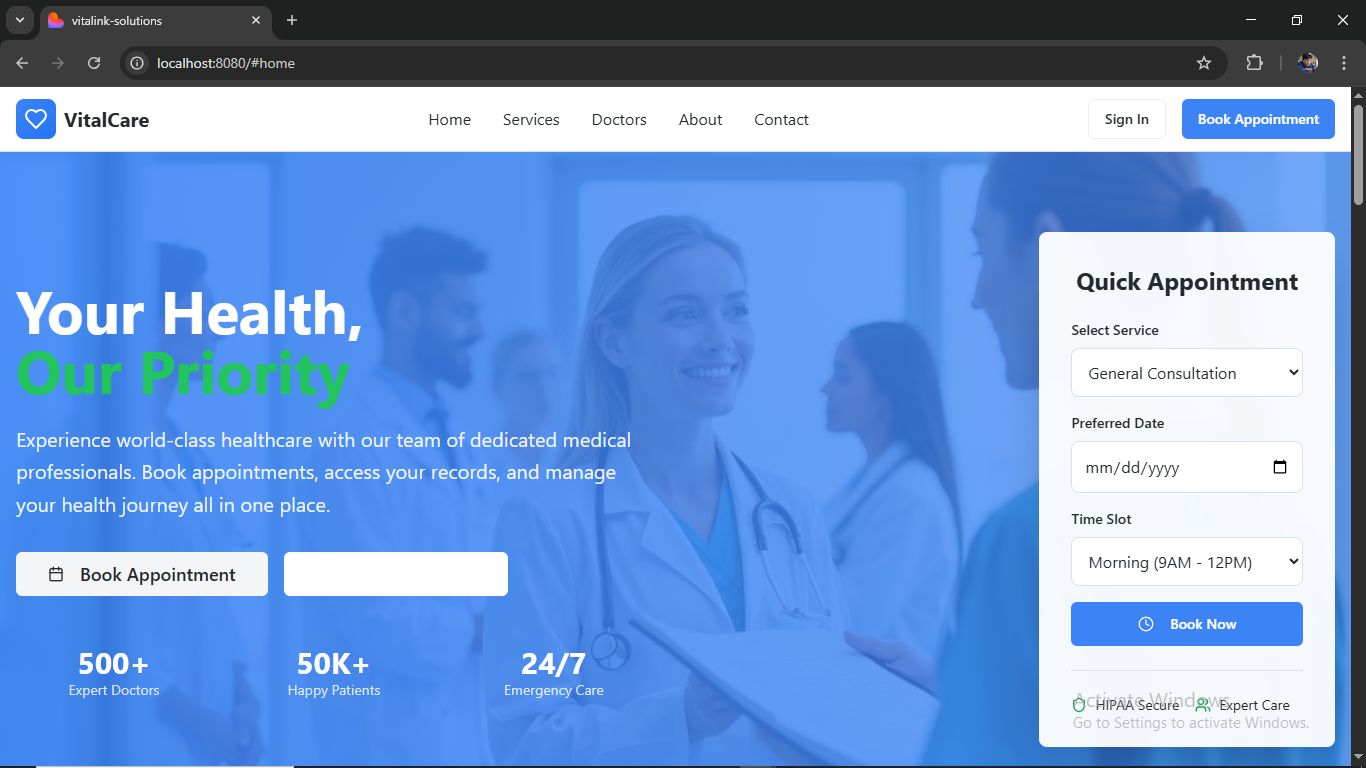 vitalink-solutions
localhost:8080/#home
VitalCare
Home
Services
Doctors
About
Contact
Sign In
Book Appointment
Your Health,
Our Priority
Experience world-class healthcare with our team of dedicated medical
professionals. Book appointments, access your records, and manage
your health journey all in one place.
Book Appointment
500+
Expert Doctors
50K+
Happy Patients
24/7
Emergency Care
Quick Appointment
Select Service
General Consultation
Preferred Date
mm/dd/yyyy
Time Slot
Morning (9AM - 12PM)
Book Now
HIPAA Secure
Expert Care
Activate Windows
Go to Settings to activate Windows.